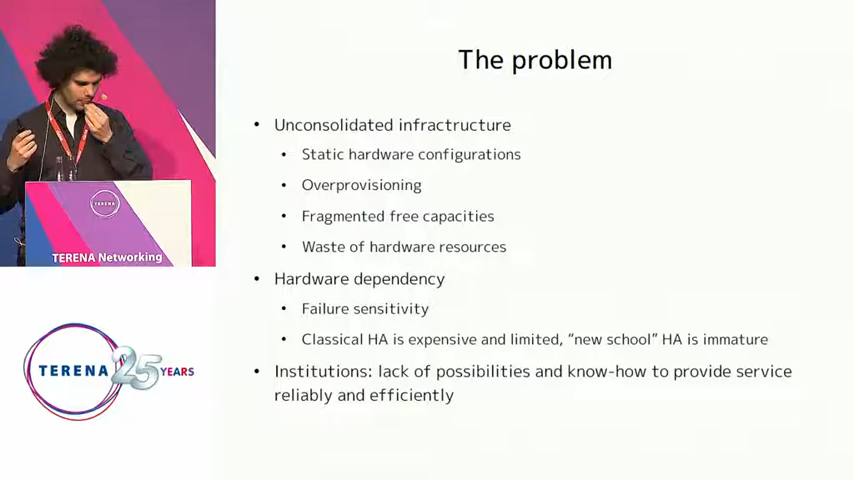 The problem
• Unconsolidated infractructure
• Static hardware configurations
• Overprovisioning
• Fragmented free capacities
• Waste of hardware resources
• Hardware dependency
• Failure sensitivity
• Classical HA is expensive and limited, “new school” HA is immature
• Institutions: lack of possibilities and know-how to provide service
reliably and efficiently
TERENA
TERENA Networking
TERENA 25 YEARS